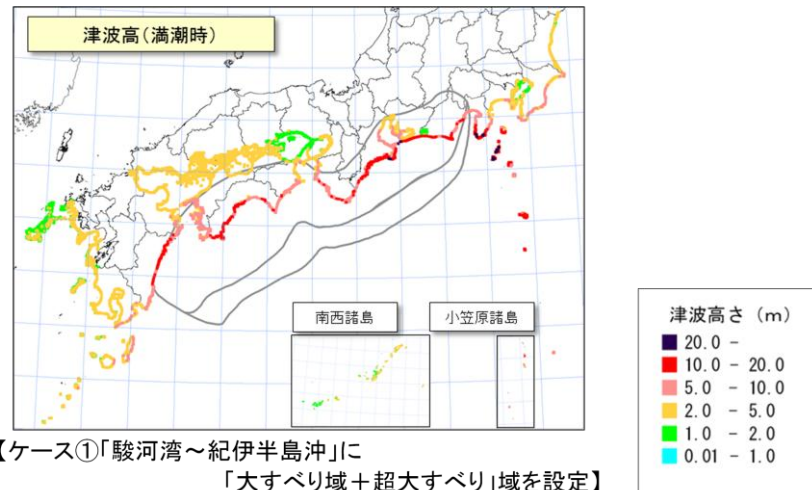 津波高(満潮時)
南西諸島
小笠原諸島
津波高さ (m)
20.0 -
10.0 - 20.0
5.0 - 10.0
2.0 - 5.0
1.0 - 2.0
0.01 - 1.0
【ケース①「駿河湾～紀伊半島沖」に
「大すべり域+超大すべり」域を設定】